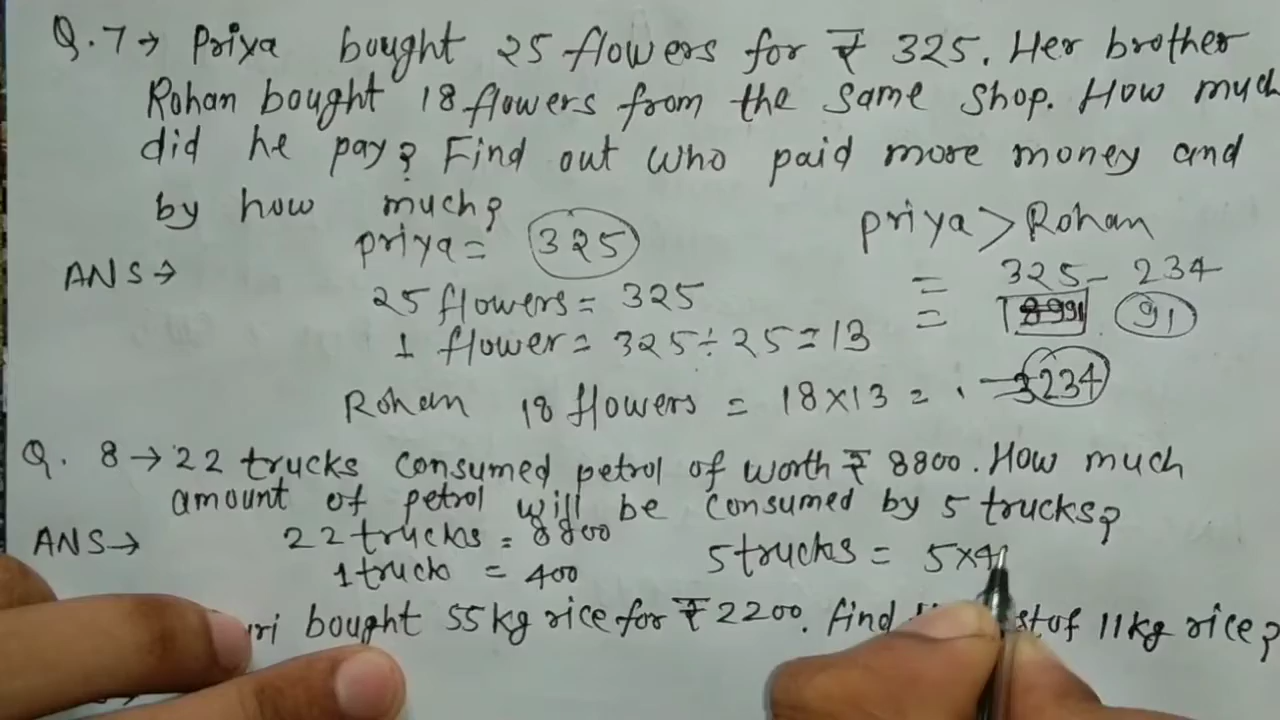 Q.7→ Priya bought 25 flowers for ₹ 325. Her brother
Rohan bought 18 flowers from the same shop. How much
did he pay? Find out who paid more money and
by how much?
ANS→
priya= 325
25 flowers= 325
1 flower= 325÷25=13
Rohan 18 flowers = 18×13 = 234
priya>Rohan
= 325- 234
= 91
Q. 8→22 trucks consumed petrol of worth ₹ 8800. How much
amount of petrol will be consumed by 5 trucks?
ANS→
22 trucks = 8800
1 truck = 400
5 trucks = 5×4
bought 55kg rice for ₹2200. find of 11kg rice?